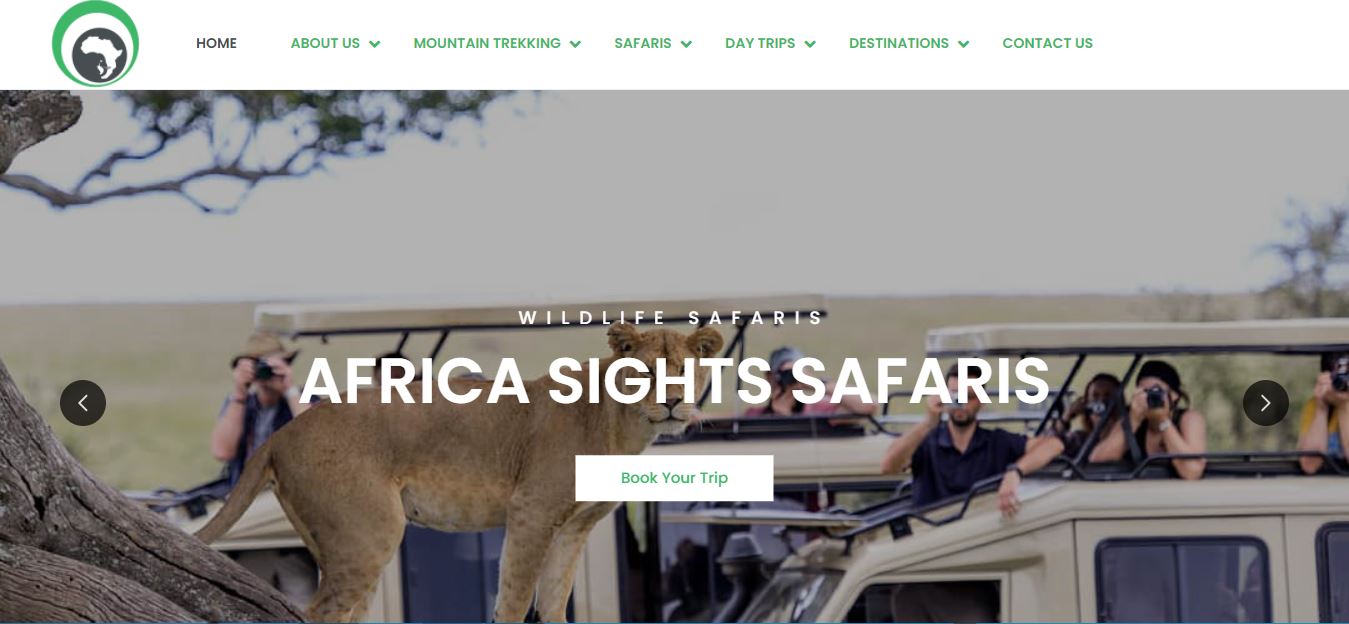 HOME
ABOUT US
MOUNTAIN TREKKING
SAFARIS
DAY TRIPS
DESTINATIONS
CONTACT US
WILDLIFE SAFARIS
AFRICA SIGHTS SAFARIS
Book Your Trip